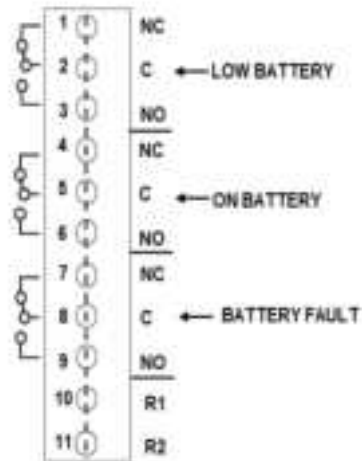 1 NC
2 C LOW BATTERY
3 NO
4 NC
5 C ON BATTERY
6 NO
7 NC
8 C BATTERY FAULT
9 NO
10 R1
11 R2